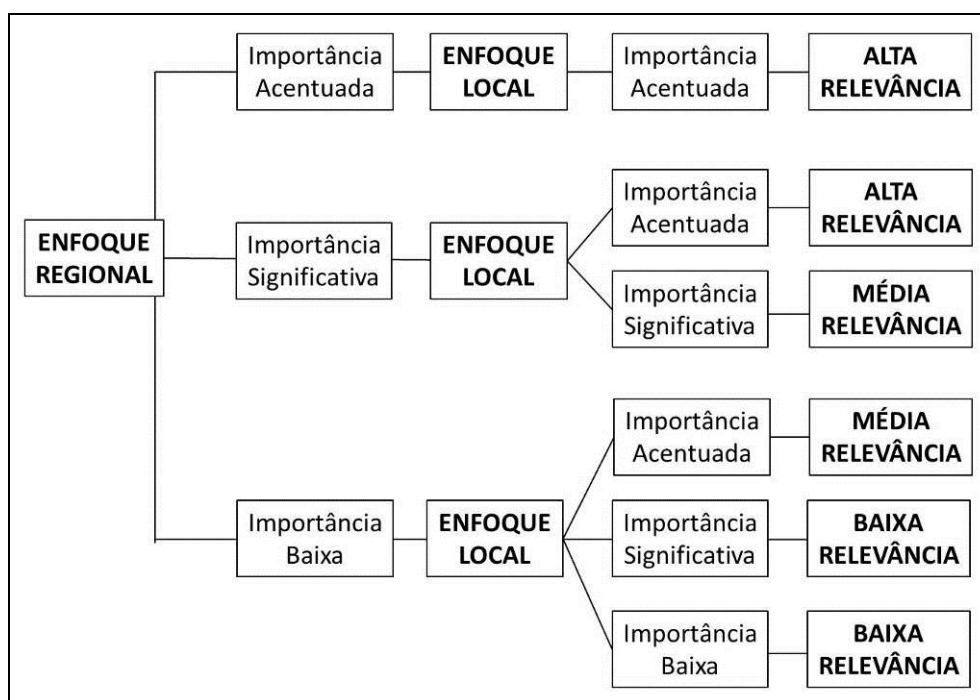 Importância
Acentuada
ENFOQUE
LOCAL
Importância
Acentuada
ALTA
RELEVÂNCIA
ENFOQUE
REGIONAL
Importância
Significativa
ENFOQUE
LOCAL
Importância
Acentuada
ALTA
RELEVÂNCIA
Importância
Significativa
MÉDIA
RELEVÂNCIA
Importância
Baixa
ENFOQUE
LOCAL
Importância
Acentuada
MÉDIA
RELEVÂNCIA
Importância
Significativa
BAIXA
RELEVÂNCIA
Importância
Baixa
BAIXA
RELEVÂNCIA